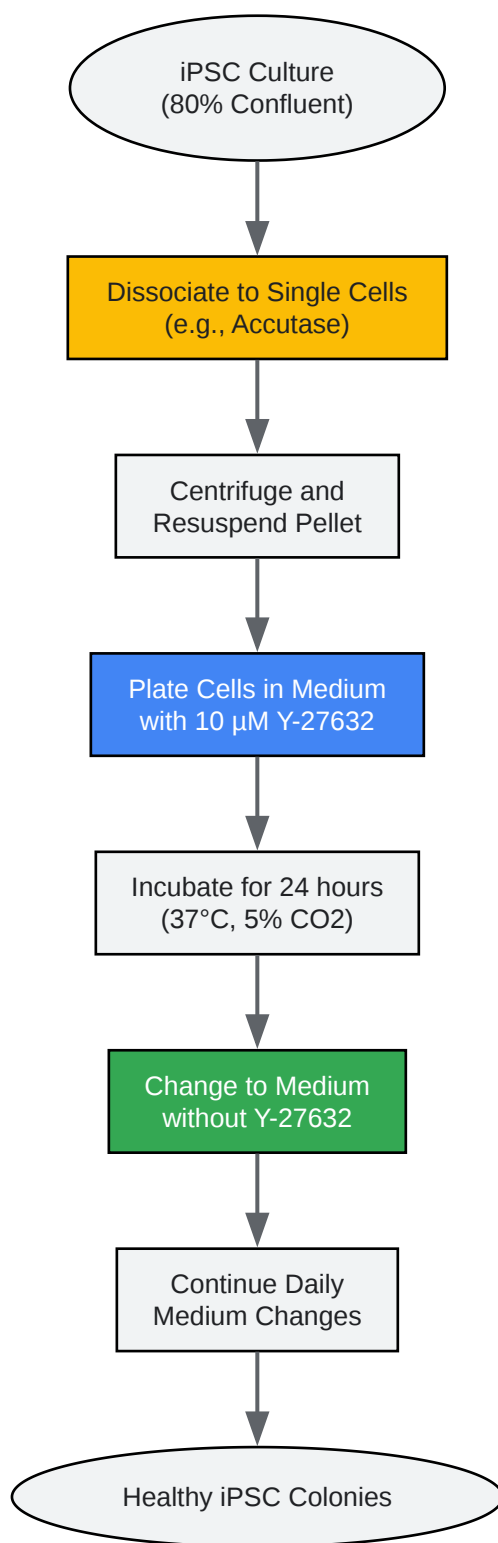 iPSC Culture
(80% Confluent)
Dissociate to Single Cells
(e.g., Accutase)
Centrifuge and
Resuspend Pellet
Plate Cells in Medium
with 10 µM Y-27632
Incubate for 24 hours
(37°C, 5% CO2)
Change to Medium
without Y-27632
Continue Daily
Medium Changes
Healthy iPSC Colonies